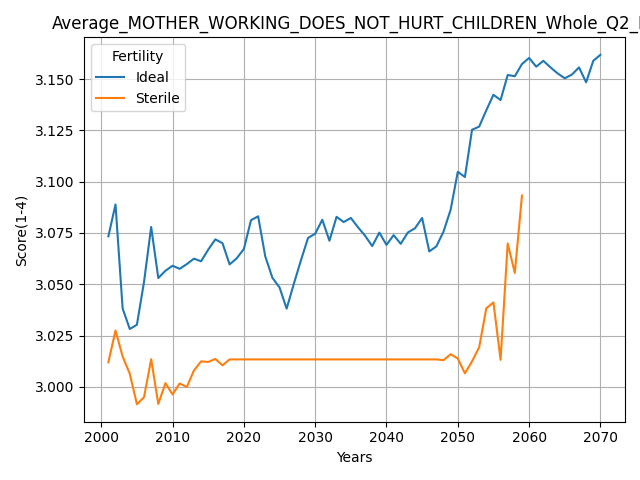 Average_MOTHER_WORKING_DOES_NOT_HURT_CHILDREN_Whole_Q2_
Fertility
Ideal
Sterile
Score(1-4)
3.150
3.125
3.100
3.075
3.050
3.025
3.000
2000 2010 2020 2030 2040 2050 2060 2070
Years